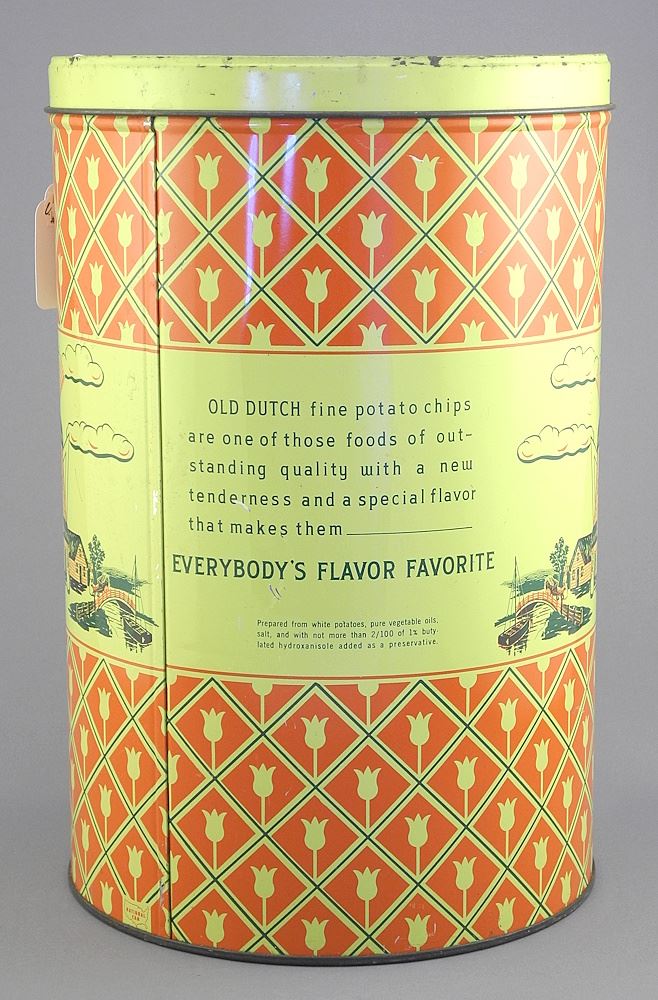 OLD DUTCH fine potato chips
are one of those foods of out-
standing quality with a new
tenderness and a special flavor
that makes them
EVERYBODY'S FLAVOR FAVORITE
Prepared from white potatoes, pure vegetable oils,
salt, and with not more than 2/100 of 1% buty-
lated hydroxanisole added as a preservative.
NATIONAL
CAN